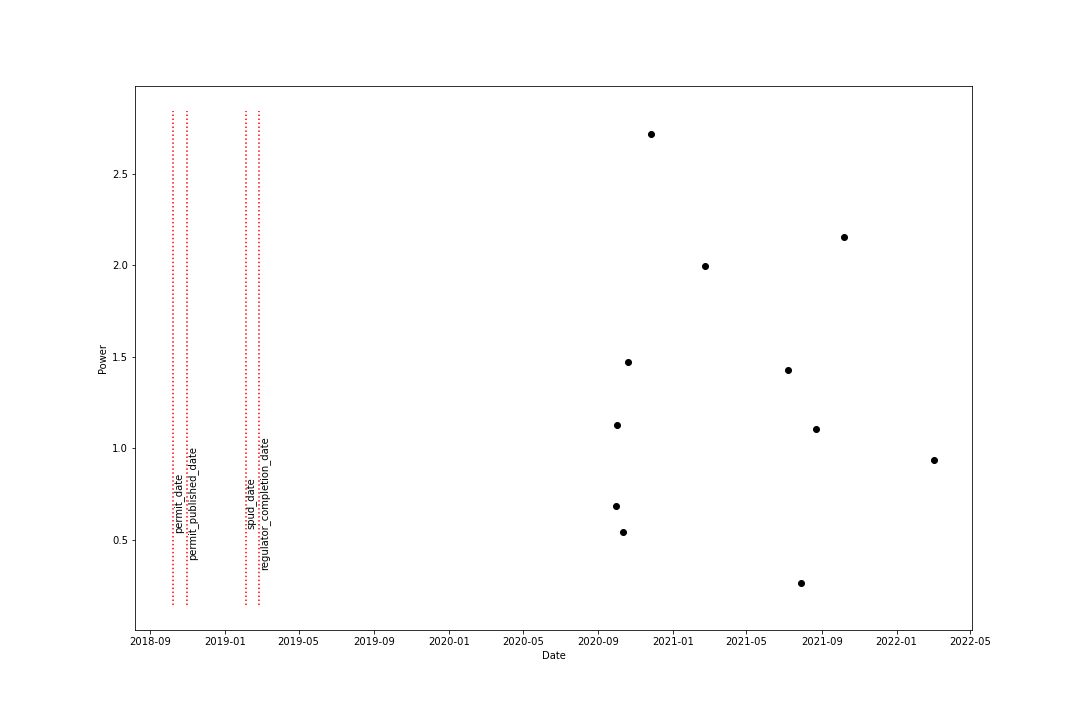 2.5
2.0
1.5
1.0
0.5
Power
permit_date
permit_published_date
spud_date
regulator_completion_date
2018-09 2019-01 2019-05 2019-09 2020-01 2020-05 2020-09 2021-01 2021-05 2021-09 2022-01 2022-05
Date